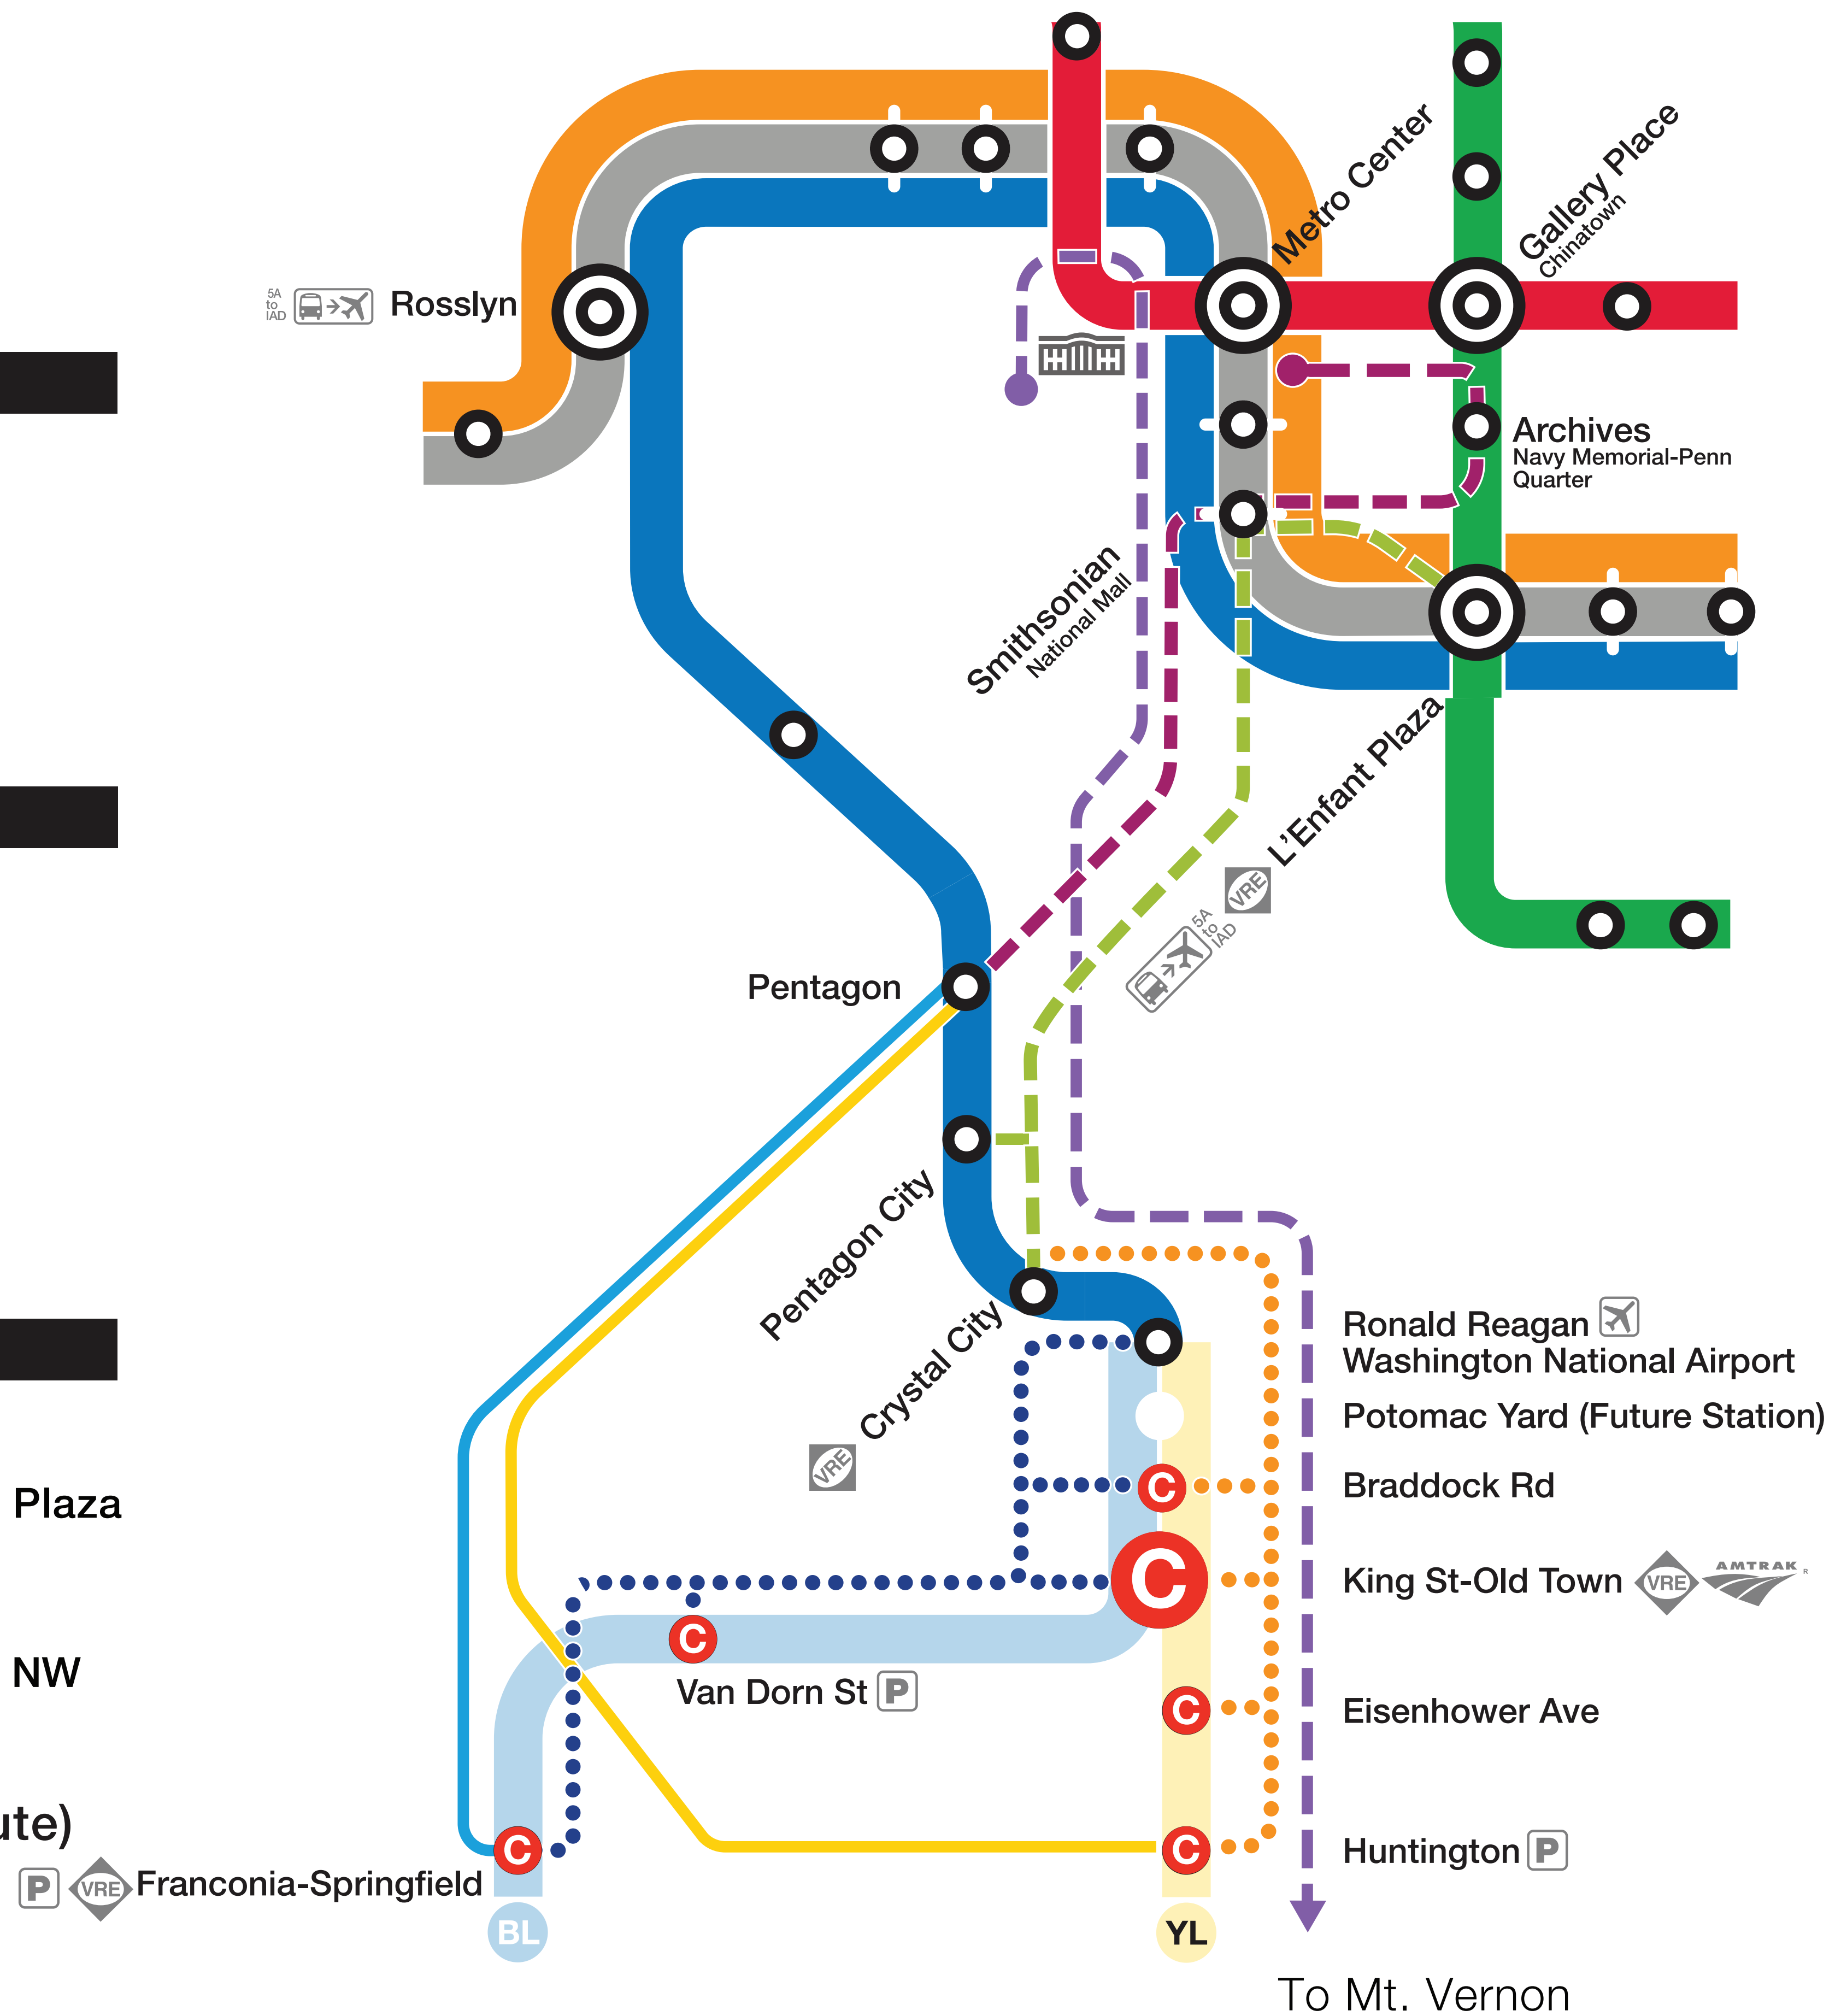 Metro Center
Gallery Place
Chinatown
5A
to
IAD
Rosslyn
Archives
Navy Memorial-Penn
Quarter
Smithsonian
National Mall
L’Enfant Plaza
VRE
5A
to
IAD
Pentagon
Pentagon City
Crystal City
VRE
Ronald Reagan
Washington National Airport
Potomac Yard (Future Station)
Plaza
C
Braddock Rd
C
King St-Old Town
VRE
AMTRAK
R
C
Van Dorn St P
NW
C
Eisenhower Ave
ute)
C
C
Huntington P
P VRE Franconia-Springfield
BL
YL
To Mt. Vernon